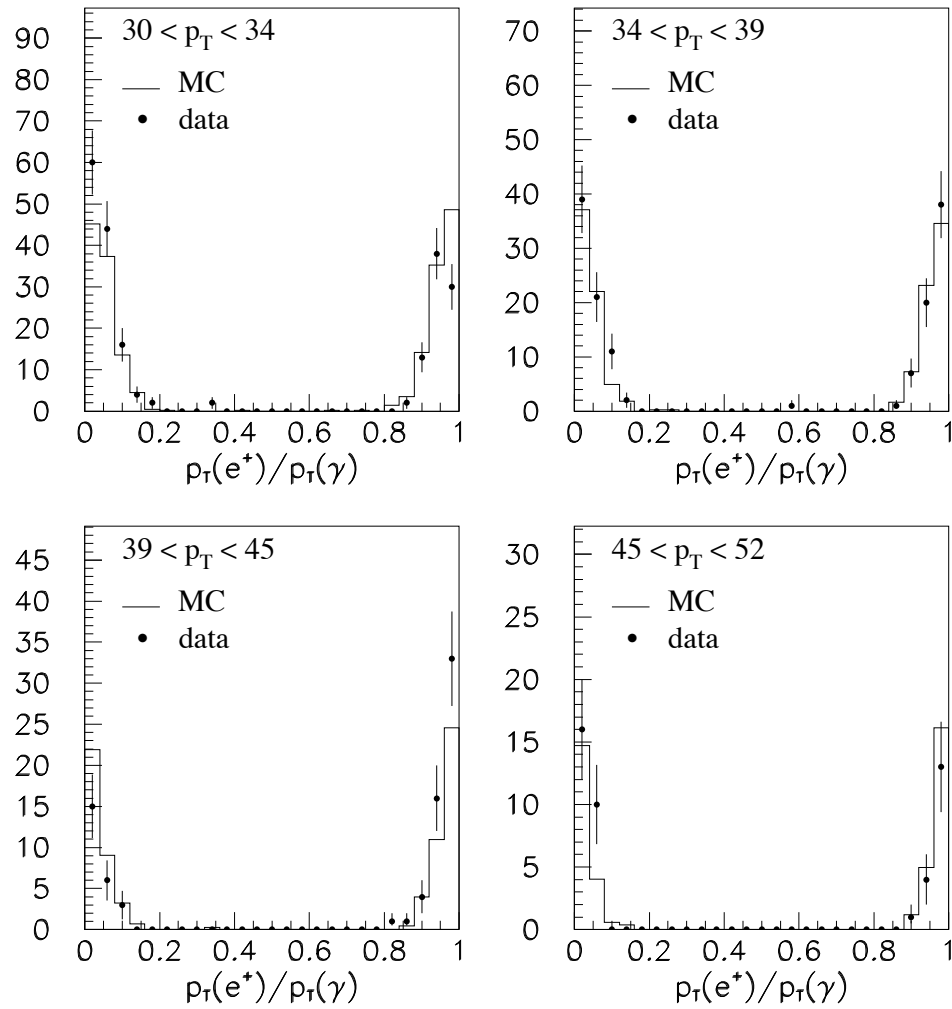 30 < p_T < 34
MC
data
90
80
70
60
50
40
30
20
10
0
0 0.2 0.4 0.6 0.8 1
p_T(e⁺)/p_T(γ)
34 < p_T < 39
MC
data
70
60
50
40
30
20
10
0
0 0.2 0.4 0.6 0.8 1
p_T(e⁺)/p_T(γ)
39 < p_T < 45
MC
data
45
40
35
30
25
20
15
10
5
0
0 0.2 0.4 0.6 0.8 1
p_T(e⁺)/p_T(γ)
45 < p_T < 52
MC
data
30
25
20
15
10
5
0
0 0.2 0.4 0.6 0.8 1
p_T(e⁺)/p_T(γ)